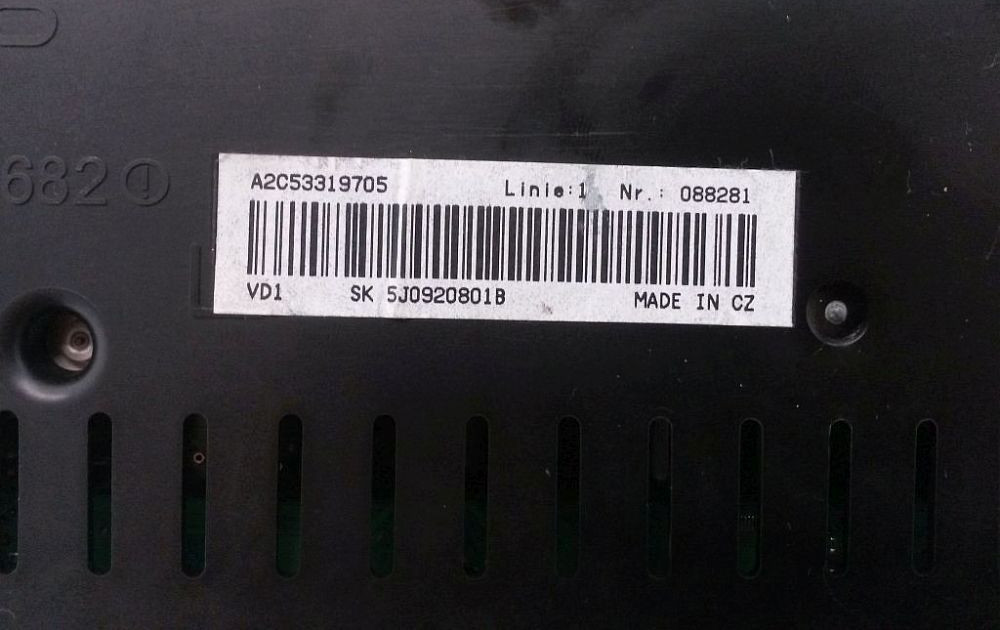 682
A2C53319705 Linie:1 Nr.: 088281
VD1 SK 5J0920801B MADE IN CZ